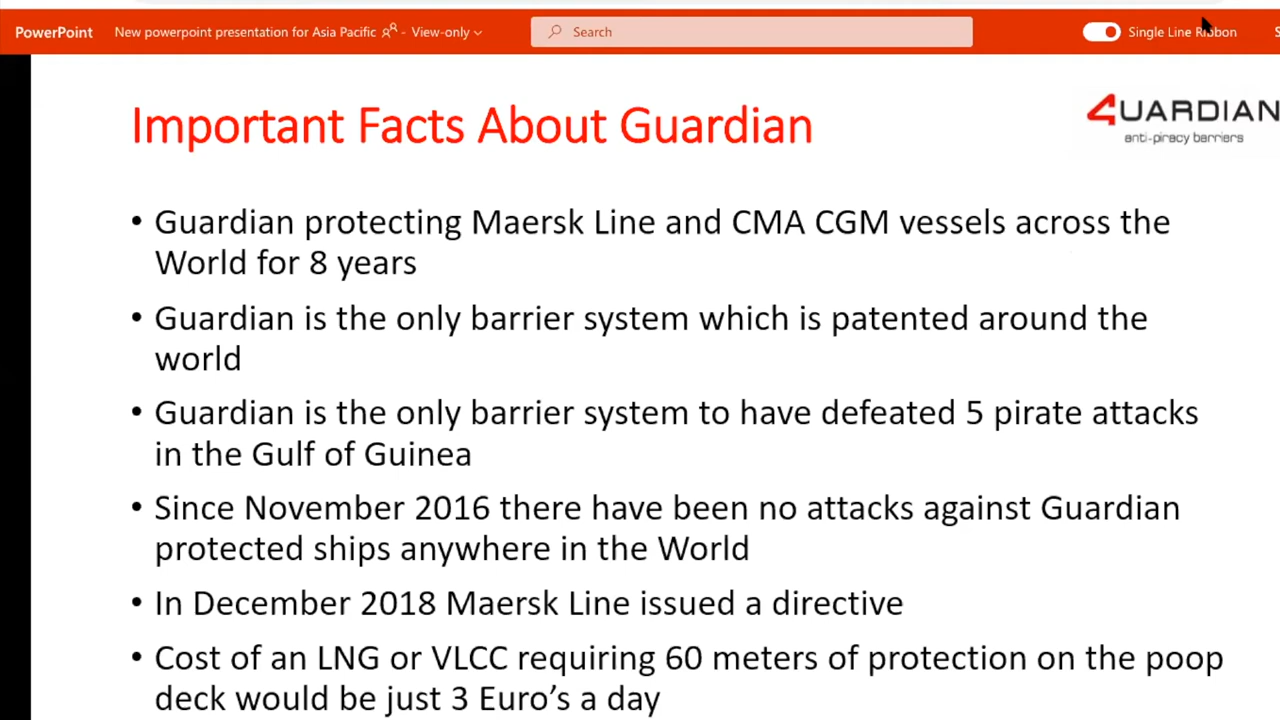 PowerPoint New powerpoint presentation for Asia Pacific - View-only Search Single Line Ribbon S
Important Facts About Guardian
4UARDIAN
anti-piracy barriers
• Guardian protecting Maersk Line and CMA CGM vessels across the
World for 8 years
• Guardian is the only barrier system which is patented around the
world
• Guardian is the only barrier system to have defeated 5 pirate attacks
in the Gulf of Guinea
• Since November 2016 there have been no attacks against Guardian
protected ships anywhere in the World
• In December 2018 Maersk Line issued a directive
• Cost of an LNG or VLCC requiring 60 meters of protection on the poop
deck would be just 3 Euro’s a day